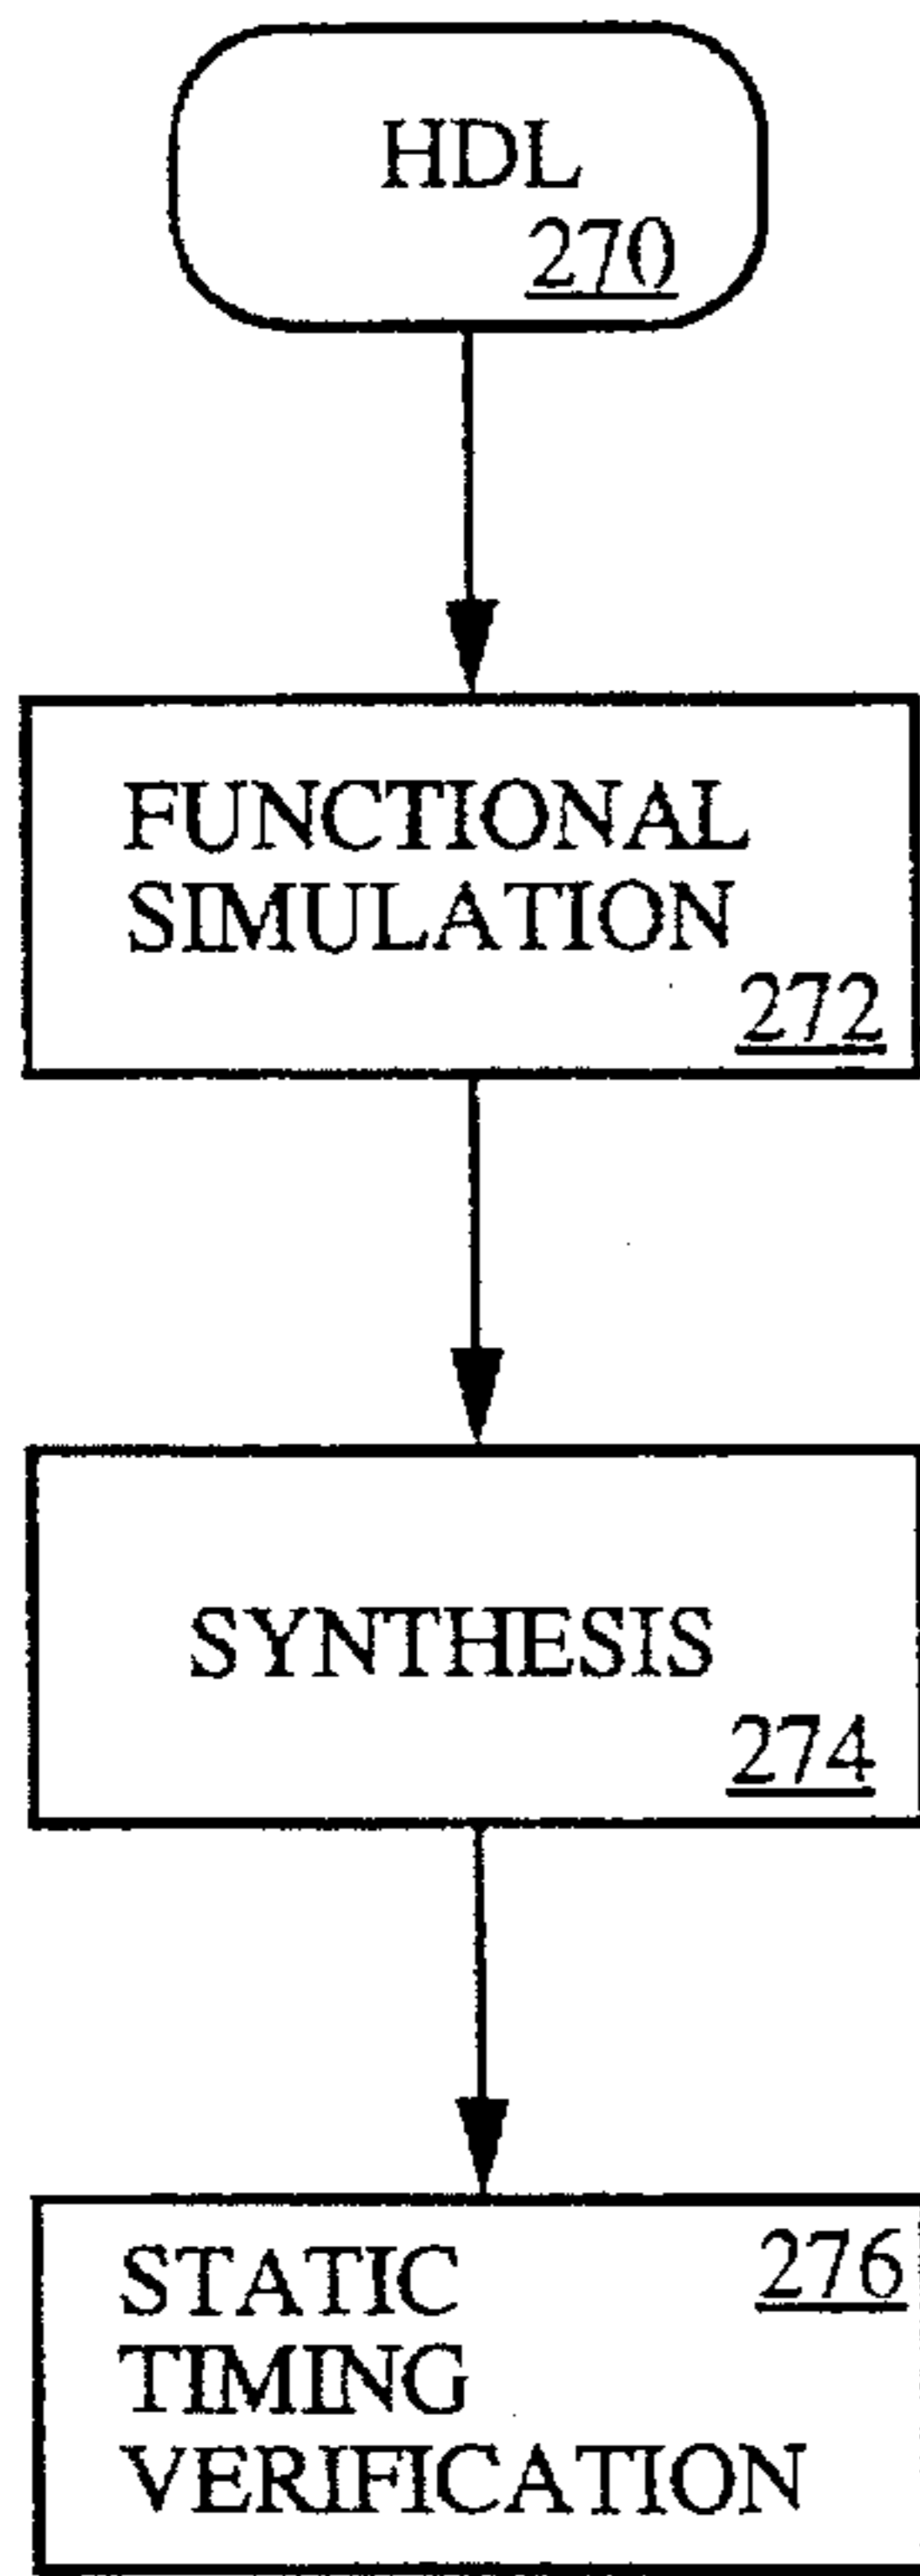 HDL
270
FUNCTIONAL
SIMULATION
272
SYNTHESIS
274
STATIC
276
TIMING
VERIFICATION